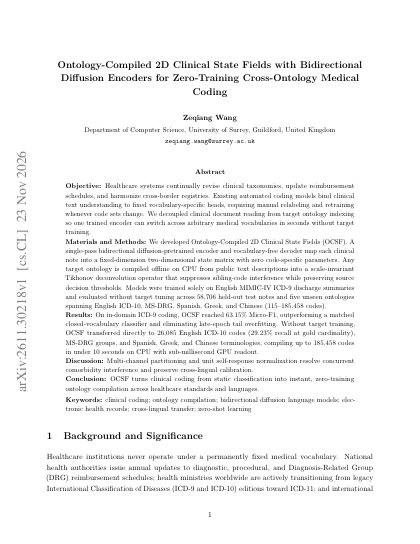 Ontology-Compiled 2D Clinical State Fields with Bidirectional
Diffusion Encoders for Zero-Training Cross-Ontology Medical
Coding
Zeqiang Wang
Department of Computer Science, University of Surrey, Guildford, United Kingdom
zeqiang.wang@surrey.ac.uk
Abstract
Objective: Healthcare systems continually revise clinical taxonomies, update reimbursement
schedules, and harmonize cross-border registries. Existing automated coding models bind clinical
text understanding to fixed vocabulary-specific heads, requiring manual relabeling and retraining
whenever code sets change. We decoupled clinical document reading from target ontology indexing
so one trained encoder can switch across arbitrary medical vocabularies in seconds without target
training.
Materials and Methods: We developed Ontology-Compiled 2D Clinical State Fields (OCSF). A
single-pass bidirectional diffusion-pretrained encoder and vocabulary-free decoder map each clinical
note into a fixed-dimension two-dimensional state matrix with zero code-specific parameters. Any
target ontology is compiled offline on CPU from public text descriptions into a scale-invariant
Tikhonov deconvolution operator that suppresses sibling-code interference while preserving source
decision thresholds. Models were trained solely on English MIMIC-IV ICD-9 discharge summaries
and evaluated without target tuning across 58,706 held-out test notes and five unseen ontologies
spanning English ICD-10, MS-DRG, Spanish, Greek, and Chinese (115–185,458 codes).
Results: On in-domain ICD-9 coding, OCSF reached 63.15% Micro-F1, outperforming a matched
closed-vocabulary classifier and eliminating late-epoch tail overfitting. Without target training,
OCSF transferred directly to 26,085 English ICD-10 codes (29.23% recall at gold cardinality),
MS-DRG groups, and Spanish, Greek, and Chinese terminologies, compiling up to 185,458 codes
in under 10 seconds on CPU with sub-millisecond GPU readout.
Discussion: Multi-channel partitioning and unit self-response normalization resolve concurrent
comorbidity interference and preserve cross-lingual calibration.
Conclusion: OCSF turns clinical coding from static classification into instant, zero-training
ontology compilation across healthcare standards and languages.
Keywords: clinical coding; ontology compilation; bidirectional diffusion language models; elec-
tronic health records; cross-lingual transfer; zero-shot learning
1 Background and Significance
Healthcare institutions never operate under a permanently fixed medical vocabulary. National
health authorities issue annual updates to diagnostic, procedural, and Diagnosis-Related Group
(DRG) reimbursement schedules; health ministries worldwide are actively transitioning from legacy
International Classification of Diseases (ICD-9 and ICD-10) editions toward ICD-11; and international
1
arXiv:2611.30218v1 [cs.CL] 23 Nov 2026